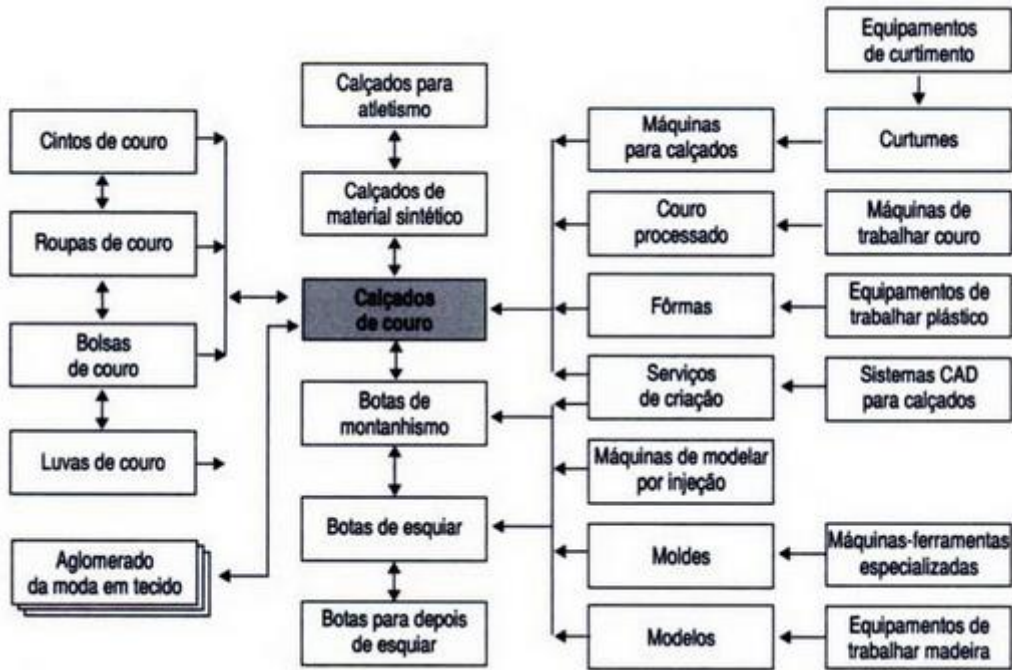 Equipamentos
de curtimento
Calçados para
atletismo
Cintos de couro
Máquinas
para calçados
Curtumes
Calçados de
material sintético
Roupas de couro
Couro
processado
Máquinas de
trabalhar couro
Calçados
de couro
Fôrmas
Equipamentos de
trabalhar plástico
Bolsas
de couro
Botas de
montanhismo
Serviços
de criação
Sistemas CAD
para calçados
Luvas de couro
Máquinas de modelar
por injeção
Botas de esquiar
Aglomerado
da moda em tecido
Moldes
Máquinas-ferramentas
especializadas
Botas para depois
de esquiar
Modelos
Equipamentos de
trabalhar madeira